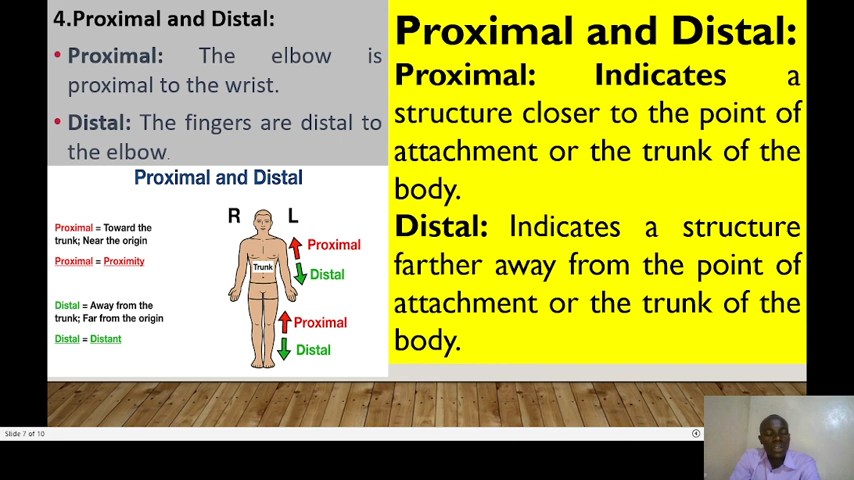 4.Proximal and Distal:
• Proximal: The elbow is
proximal to the wrist.
• Distal: The fingers are distal to
the elbow.
Proximal and Distal
R L
Proximal = Toward the
trunk; Near the origin
Proximal = Proximity
Distal = Away from the
trunk; Far from the origin
Distal = Distant
Trunk
Proximal
Distal
Proximal
Distal
Proximal and Distal:
Proximal: Indicates a
structure closer to the point of
attachment or the trunk of the
body.
Distal: Indicates a structure
farther away from the point of
attachment or the trunk of the
body.
Slide 7 of 10